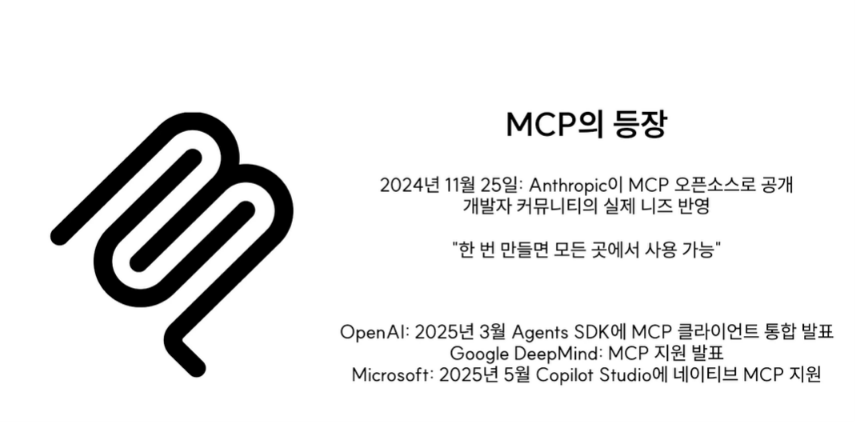 MCP의 등장
2024년 11월 25일: Anthropic이 MCP 오픈소스로 공개
개발자 커뮤니티의 실제 니즈 반영
"한 번 만들면 모든 곳에서 사용 가능"
OpenAI: 2025년 3월 Agents SDK에 MCP 클라이언트 통합 발표
Google DeepMind: MCP 지원 발표
Microsoft: 2025년 5월 Copilot Studio에 네이티브 MCP 지원